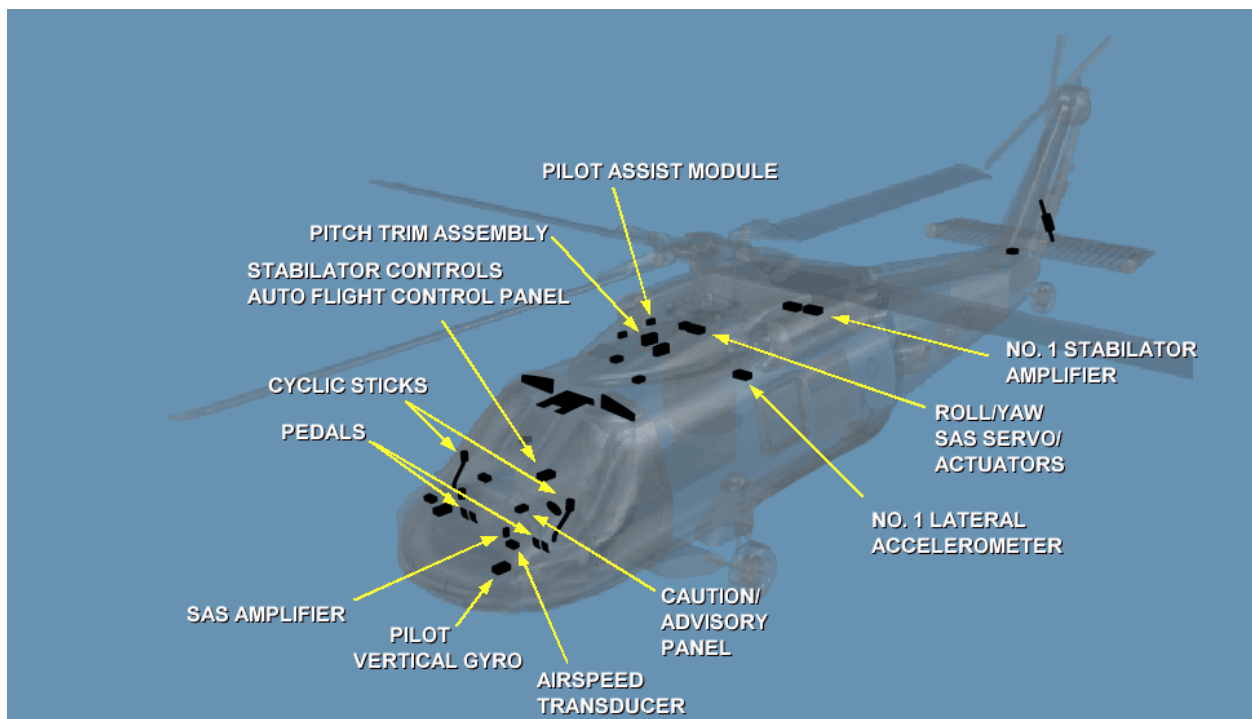 PILOT ASSIST MODULE
PITCH TRIM ASSEMBLY
STABILATOR CONTROLS
AUTO FLIGHT CONTROL PANEL
CYCLIC STICKS
PEDALS
NO. 1 STABILATOR
AMPLIFIER
ROLL/YAW
SAS SERVO/
ACTUATORS
NO. 1 LATERAL
ACCELEROMETER
CAUTION/
ADVISORY
PANEL
SAS AMPLIFIER
PILOT
VERTICAL GYRO
AIRSPEED
TRANSDUCER